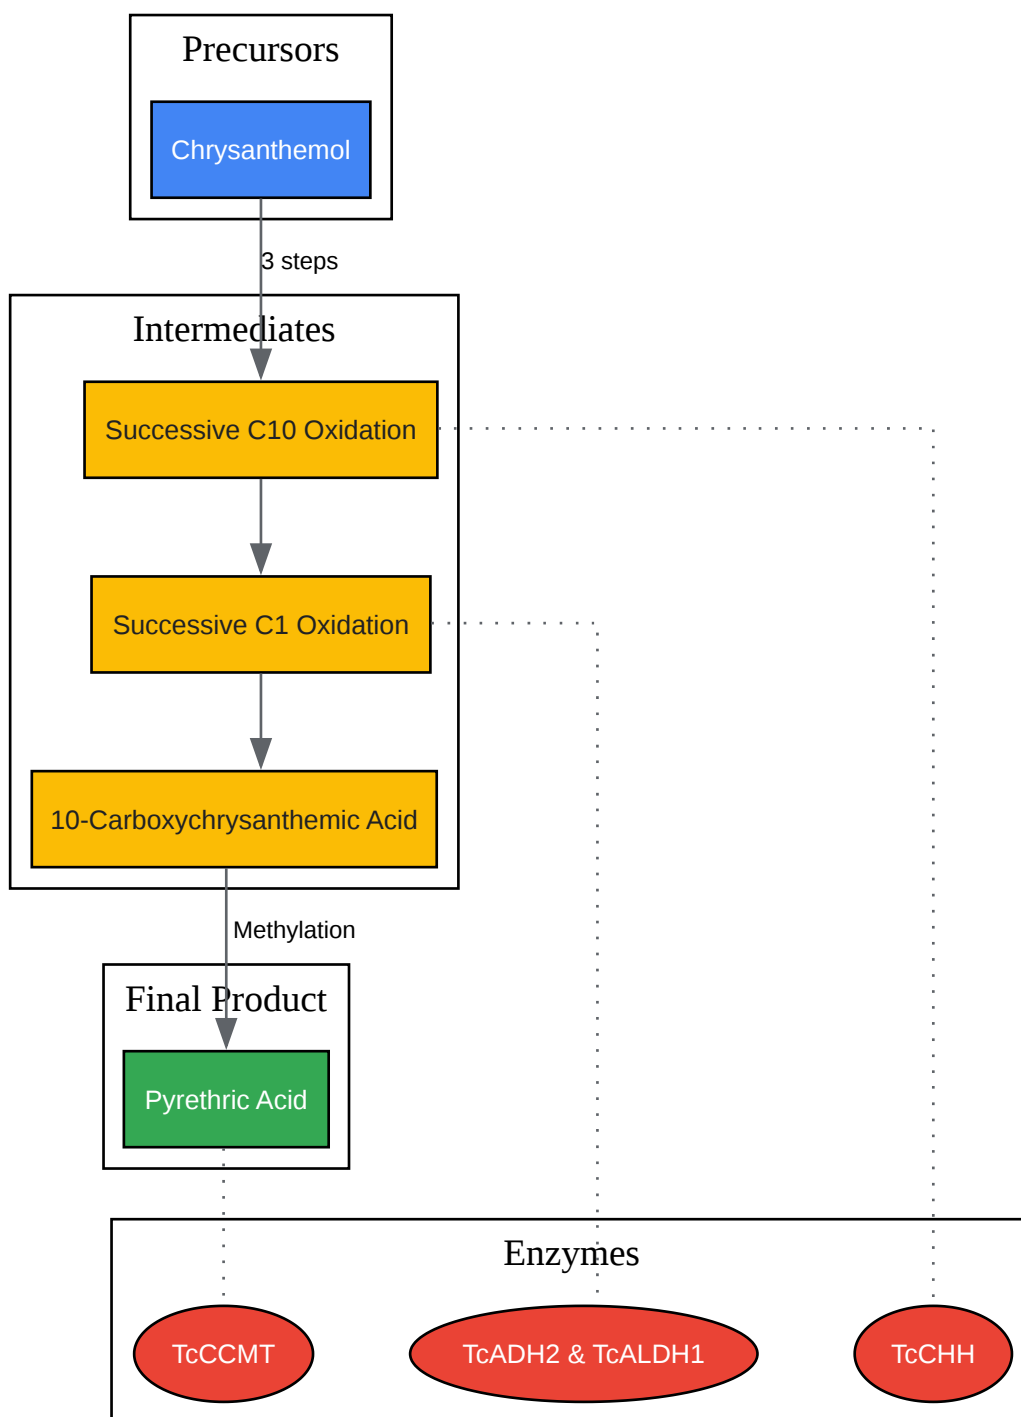 Precursors
Chrysanthemol
3 steps
Intermediates
Successive C10 Oxidation
Successive C1 Oxidation
10-Carboxychrysanthemic Acid
Methylation
Final Product
Pyrethric Acid
Enzymes
TcCCMT
TcADH2 & TcALDH1
TcCHH